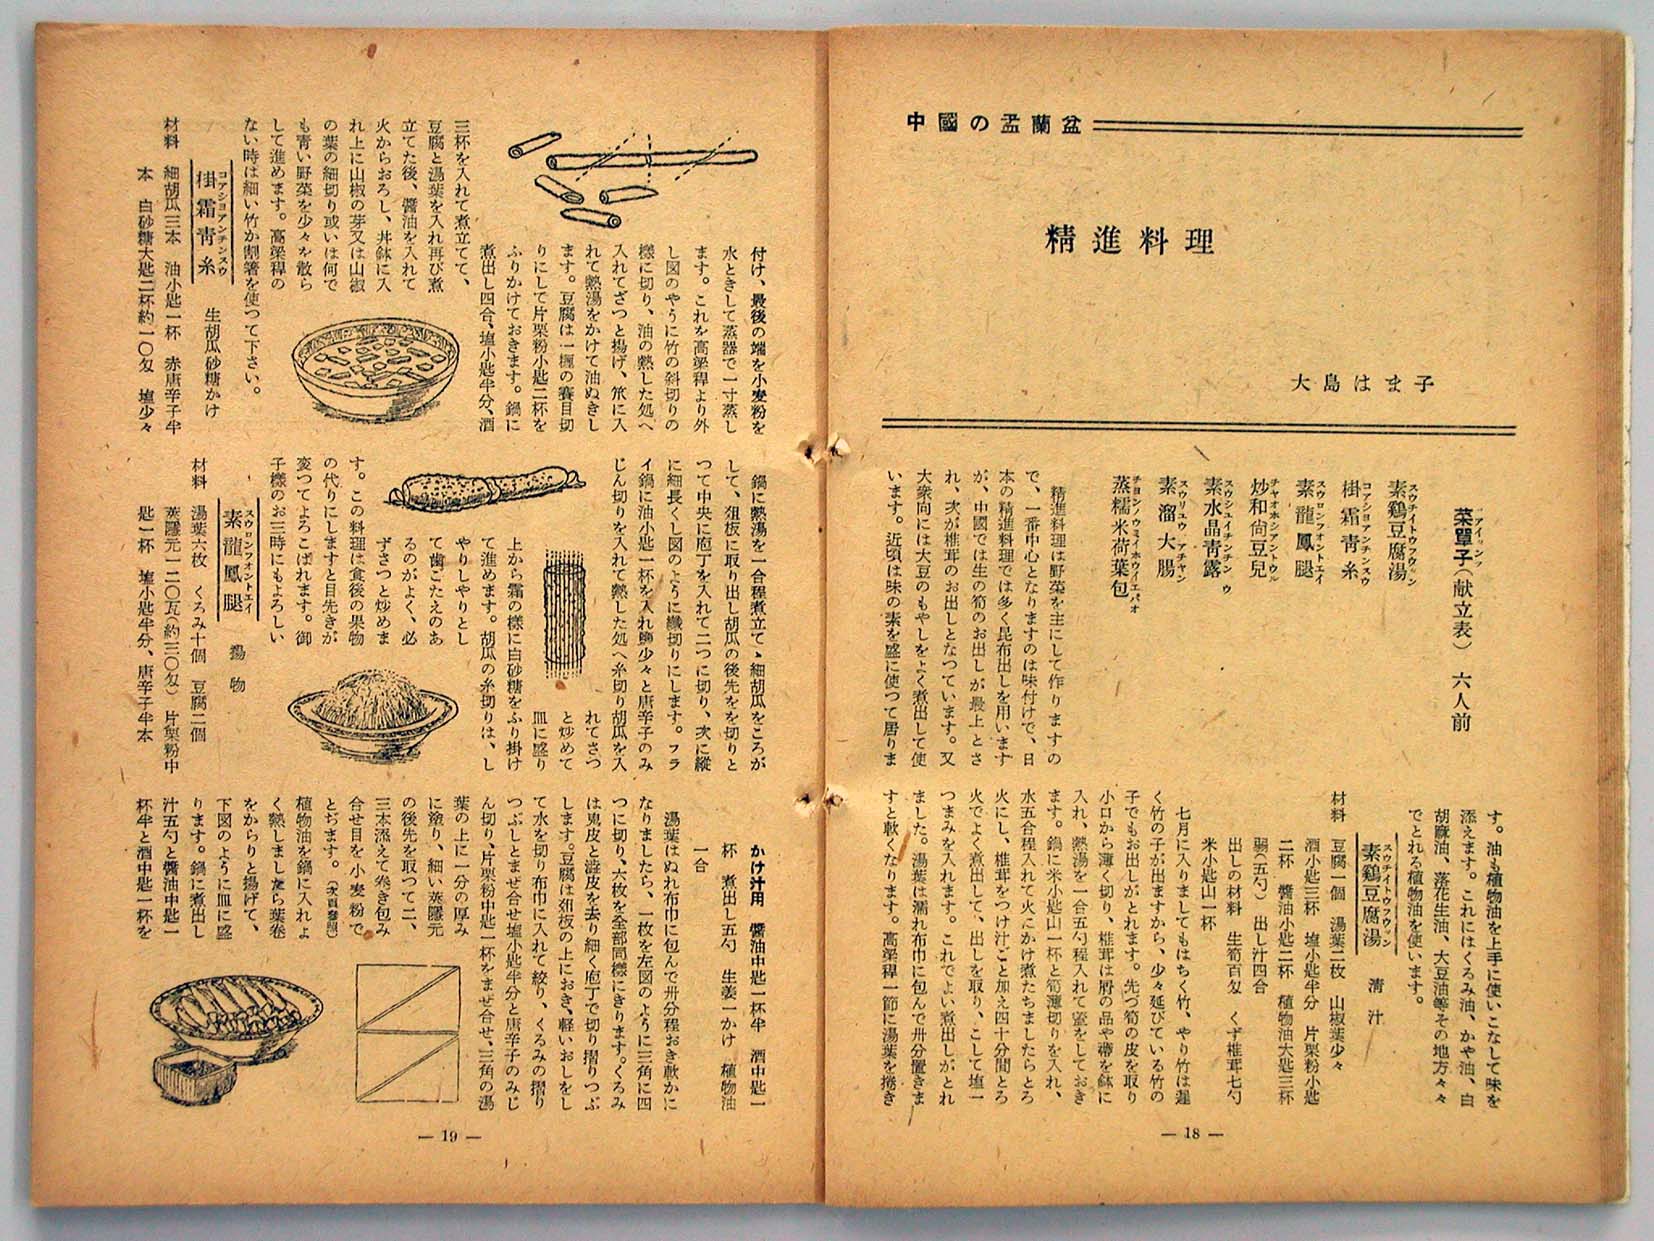 中國の盂蘭盆
精進料理
大島はま子
菜單子(献立表) 六人前
素鷄豆腐湯
掛霜靑糸
素龍鳳腿
炒和尙豆兒
素水晶靑露
素溜大腸
蒸糯米荷葉包
精進料理は野菜を主にして作りますの
で、一番中心となりますのは味付けで、日
本の精進料理では多く昆布出しを用います
が、中國では生の筍のお出しが最上とさ
れ、次が椎茸のお出しとなつています。又
大衆向には大豆のもやしをよく煮出して使
います。近頃は味の素を盛に使つて居りま
す。油も植物油を上手に使いこなして味を
添えます。これにはくるみ油、かや油、白
胡麻油、落花生油、大豆油等その地方々々
でとれる植物油を使います。
素鷄豆腐湯 淸汁
材料 豆腐一個 湯葉二枚 山椒葉少々
酒小匙三杯 塩小匙半分 片栗粉小匙
二杯 醬油小匙二杯 植物油大匙三杯
弱(五勺) 出し汁四合
出しの材料 生筍百匁 くず椎茸七勺
米小匙山一杯
七月に入りましてもはちく竹、やり竹は遲
く竹の子が出ますから、少々延びている竹の
子でもお出しがとれます。先づ筍の皮を取り
小口から薄く切り、椎茸は屑の品や蔕を鉢に
入れ、熱湯を一合五勺程入れて蓋をしておき
ます。鍋に米小匙山一杯と筍薄切りを入れ、
水五合程入れて火にかけ煮たちましたらとろ
火にし、椎茸をつけ汁ごと加え四十分間とろ
火でよく煮出して、出しを取り、こして塩一
つまみを入れます。これでよい煮出しがとれ
ました。湯葉は濡れ布巾に包んで卅分置きま
すと軟くなります。高梁稈一節に湯葉を捲き
— 18 —
付け、最後の端を小麦粉を
水ときして蒸器で一寸蒸し
ます。これを高梁稈より外
し図のやうに竹の斜切りの
樣に切り、油の熱した処へ
入れてざつと揚げ、笊に入
れて熱湯をかけて油ぬきし
ます。豆腐は一糎の賽目切
りにして片栗粉小匙二杯を
ふりかけておきます。鍋に
煮出し四合、塩小匙半分、酒
三杯を入れて煮立てて、
豆腐と湯葉を入れ再び煮
立てた後、醬油を入れて
火からおろし、丼鉢に入
れ上に山椒の芽又は山椒
の葉の細切り或いは何で
も靑い野菜を少々を散ら
して進めます。高梁稈の
ない時は細い竹か割箸を使つて下さい。
掛霜靑糸 生胡瓜砂糖かけ
材料 細胡瓜三本 油小匙一杯 赤唐辛子半
本 白砂糖大匙二杯約一〇匁 塩少々
鍋に熱湯を一合程煮立てゝ細胡瓜をころが
して、俎板に取り出し胡瓜の後先をを切りと
つて中央に庖丁を入れて二つに切り、次に縱
に細長くし図のように纎切りにします。フラ
イ鍋に油小匙一杯を入れ鹽少々と唐辛子のみ
じん切りを入れて熱した処へ糸切り胡瓜を入
れてさつ
と炒めて
皿に盛り
上から霜の樣に白砂糖をふり掛け
て進めます。胡瓜の糸切りは、し
やりしやりとし
て歯ごたえのあ
るのがよく、必
ずさつと炒めま
す。この料理は食後の果物
の代りにしますと目先きが
変つてよろこばれます。御
子樣のお三時にもよろしい
素龍鳳腿 揚物
材料 湯葉六枚 くるみ十個 豆腐二個
蒸隱元一二〇瓦(約三〇匁) 片栗粉中
匙一杯 塩小匙半分、唐辛子半本
かけ汁用 醬油中匙一杯半 酒中匙一
杯 煮出し五勺 生姜一かけ 植物油
一合
湯葉はぬれ布巾に包んで卅分程おき軟かに
なりましたら、一枚を左図のように三角に四
つに切り、六枚を全部同樣にきります。くるみ
は鬼皮と澁皮を去り細く庖丁で切り摺りつぶ
します。豆腐は俎板の上におき、軽いおしをし
て水を切り布巾に入れて絞り、くるみの摺り
つぶしとまぜ合せ塩小匙半分と唐辛子のみじ
ん切り、片栗粉中匙一杯をまぜ合せ、三角の湯
葉の上に一分の厚み
に塗り、細い蒸隱元
の後先を取つて二、
三本添えて卷き包み
合せ目を小麦粉で
とぢます。(次頁参照)
植物油を鍋に入れよ
く熱しましたら葉卷
をからりと揚げて、
下図のように皿に盛
ります。鍋に煮出し
汁五勺と醬油中匙一
杯半と酒中匙一杯を
— 19 —